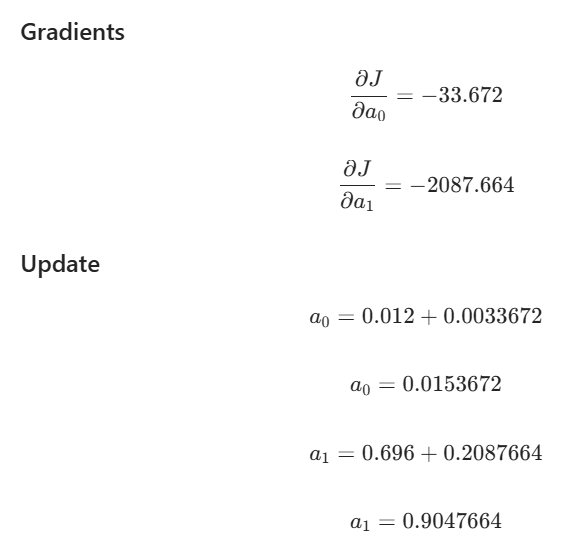 Gradients
∂J/∂a₀ = −33.672
∂J/∂a₁ = −2087.664
Update
a₀ = 0.012 + 0.0033672
a₀ = 0.0153672
a₁ = 0.696 + 0.2087664
a₁ = 0.9047664